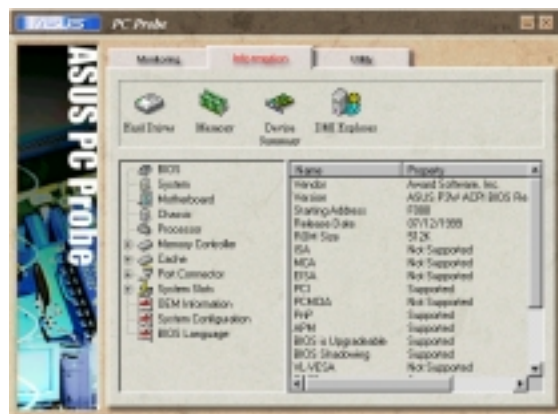 ASUS PC Probe
ASUS PC Probe
Monitoring
Information
Utility
Hard Drives
Memory
Device Summary
DMI Explorer
BIOS
System
Motherboard
Chassis
Processor
Memory Controller
Cache
Port Connector
System Slots
OEM Information
System Configuration
BIOS Language
Name Property
Vendor Award Software, Inc.
Version ASUS P3W ACPI BIOS Re
Starting Address F000
Release Date 07/12/1999
ROM Size 512K
ISA Not Supported
MCA Not Supported
EISA Not Supported
PCI Supported
PCMCIA Not Supported
PnP Supported
APM Supported
BIOS is Upgradeable Supported
BIOS Shadowing Supported
VL-VESA Not Supported